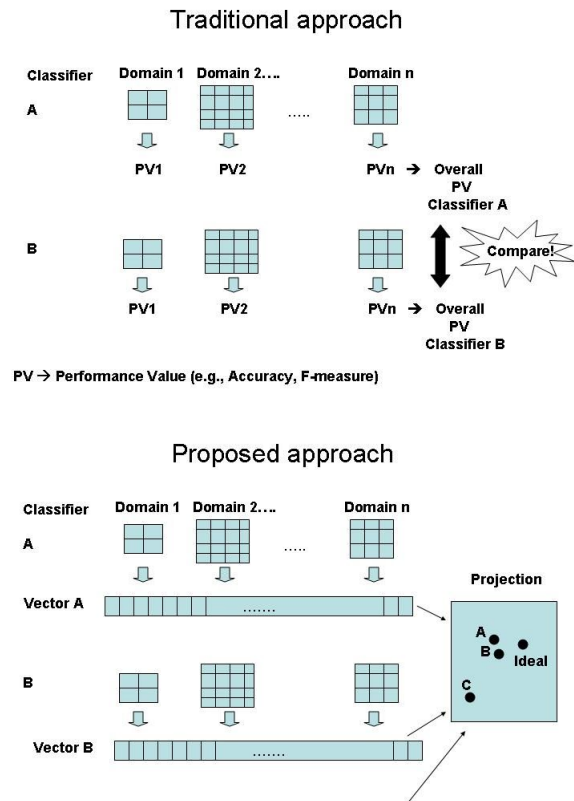 Traditional approach
Classifier Domain 1 Domain 2…. Domain n
A
.....
PV1 PV2 PVn → Overall
PV
Classifier A
B
Compare!
PV1 PV2 PVn → Overall
PV
Classifier B
PV → Performance Value (e.g., Accuracy, F-measure)
Proposed approach
Classifier Domain 1 Domain 2…. Domain n
A
.....
Projection
Vector A .......
A
B Ideal
C
B
Vector B .......